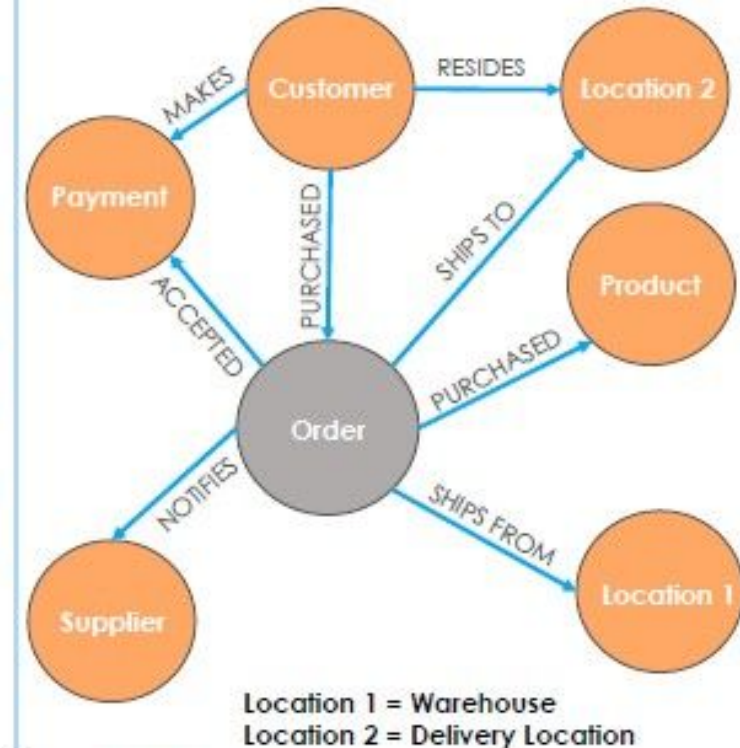 MAKES
Customer
RESIDES
Location 2
Payment
PURCHASED
SHIPS TO
Product
ACCEPTED
PURCHASED
Order
NOTIFIES
SHIPS FROM
Supplier
Location 1
Location 1 = Warehouse
Location 2 = Delivery Location